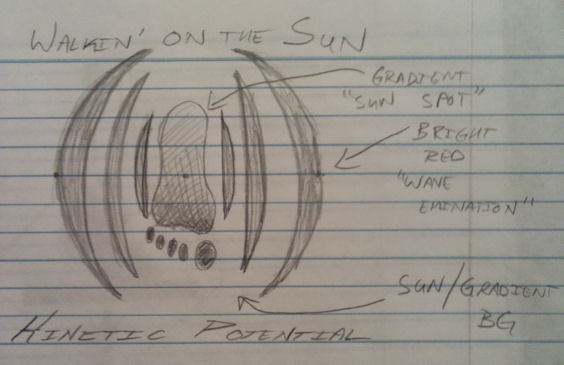 WALKIN' ON THE SUN
GRADIENT
"SUN SPOT"
BRIGHT
RED
"WAVE
EMINATION"
SUN/GRADIENT
BG
KINETIC POTENTIAL